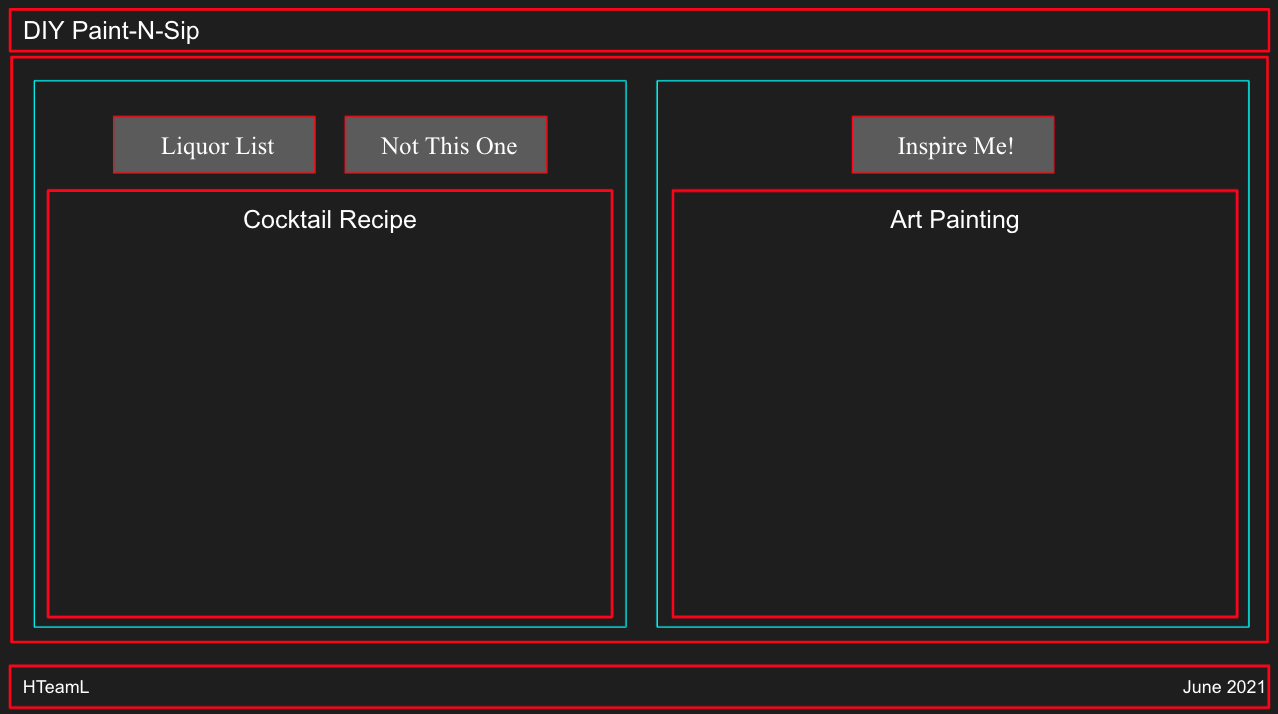 DIY Paint-N-Sip
Liquor List
Not This One
Inspire Me!
Cocktail Recipe
Art Painting
HTeamL
June 2021